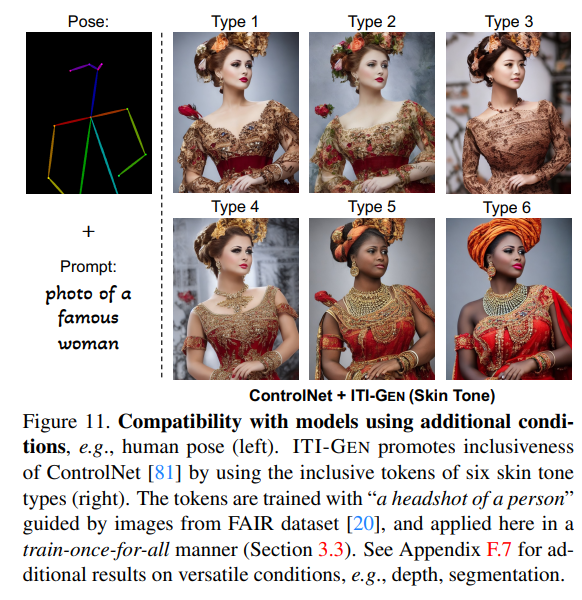 Pose:
Type 1 Type 2 Type 3
Type 4 Type 5 Type 6
+
Prompt:
photo of a
famous
woman
ControlNet + ITI-GEN (Skin Tone)
Figure 11. Compatibility with models using additional condi-
tions, e.g., human pose (left). ITI-GEN promotes inclusiveness
of ControlNet [81] by using the inclusive tokens of six skin tone
types (right). The tokens are trained with “a headshot of a person”
guided by images from FAIR dataset [20], and applied here in a
train-once-for-all manner (Section 3.3). See Appendix F.7 for ad-
ditional results on versatile conditions, e.g., depth, segmentation.